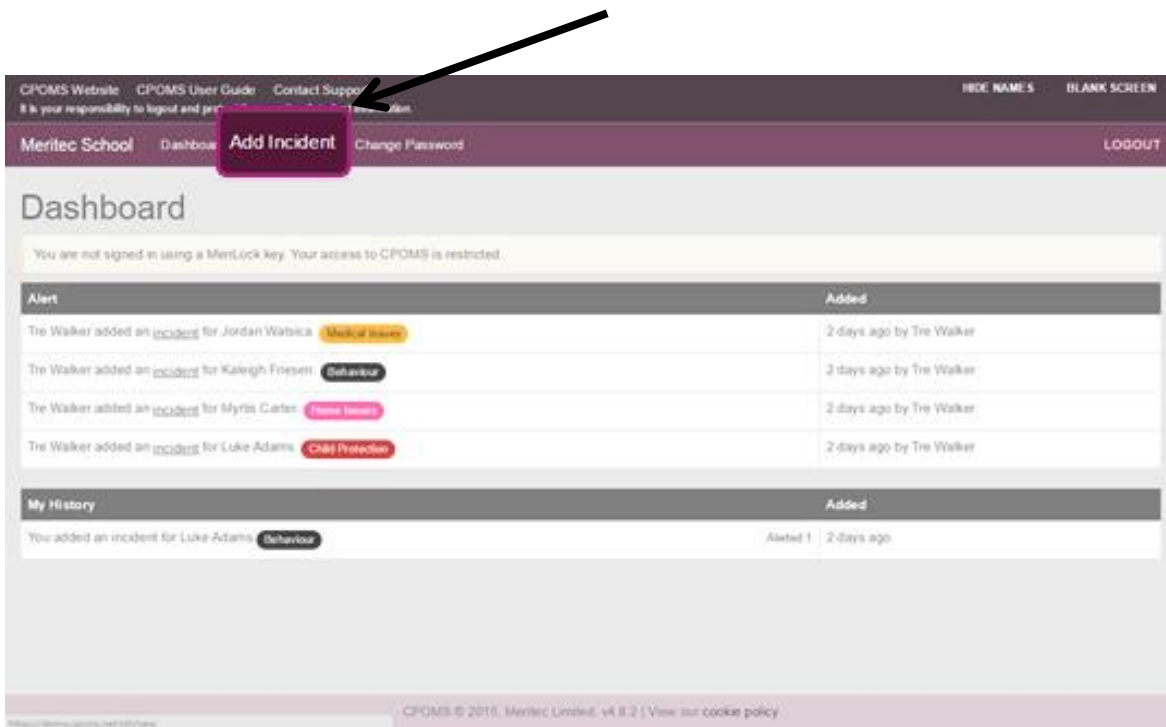 CPOMS Website CPOMS User Guide Contact Support HIDE NAMES BLANK SCREEN
It is your responsibility to logout and
Meritec School Add Incident Change Password LOGOUT
Dashboard
You are not signed in using a MeriLock key. Your access to CPOMS is restricted.
Alert Added
Tre Walker added an incident for Jordan Watsica. Medical Issues 2 days ago by Tre Walker
Tre Walker added an incident for Kaleigh Friesen. Behaviour 2 days ago by Tre Walker
Tre Walker added an incident for Myrtis Carter. Home Issues 2 days ago by Tre Walker
Tre Walker added an incident for Luke Adams. Child Protection 2 days ago by Tre Walker
My History Added
You added an incident for Luke Adams Behaviour Alerted 1 2 days ago
CPOMS © 2015, Meritec Limited. v4.8.2 | View our cookie policy